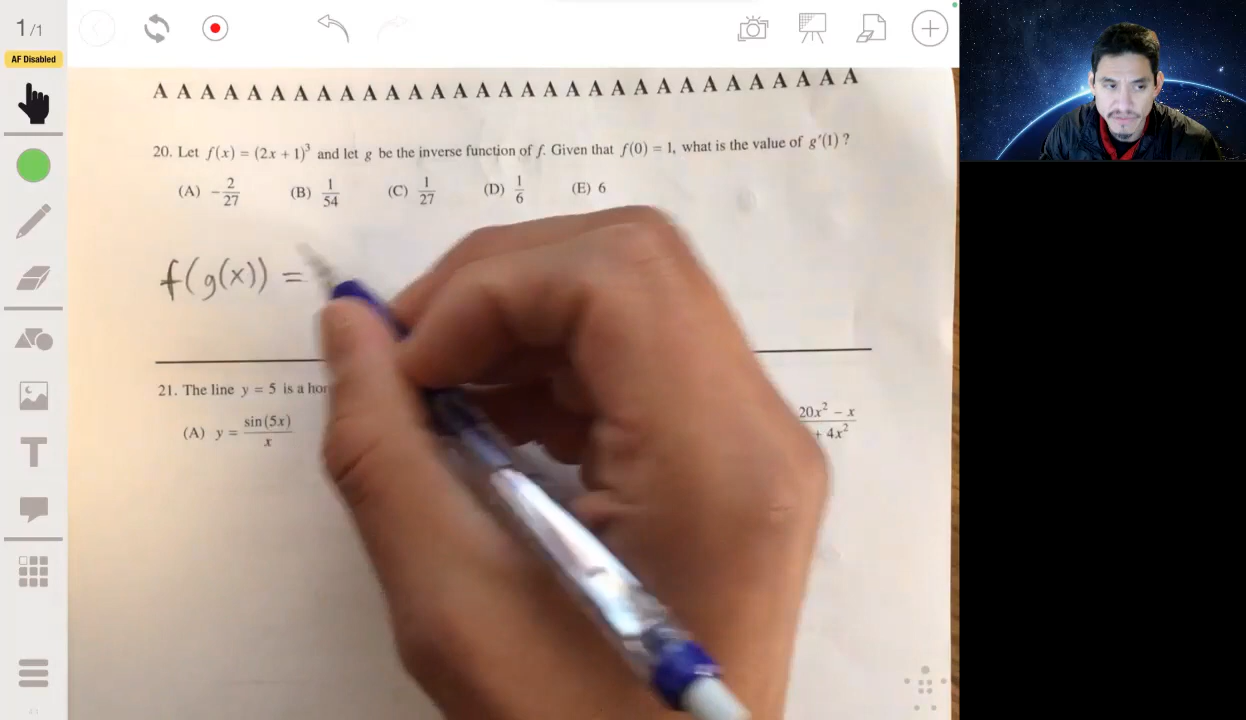 1/1
AF Disabled
A A A A A A A A A A A A A A A A A A A A A A A A A A A A A A
20. Let f(x) = (2x + 1)³ and let g be the inverse function of f. Given that f(0) = 1, what is the value of g′(1) ?
(A) −2/27 (B) 1/54 (C) 1/27 (D) 1/6 (E) 6
f(g(x)) =
21. The line y = 5 is a
(A) y = sin(5x)/x
20x² − x
+ 4x²
T